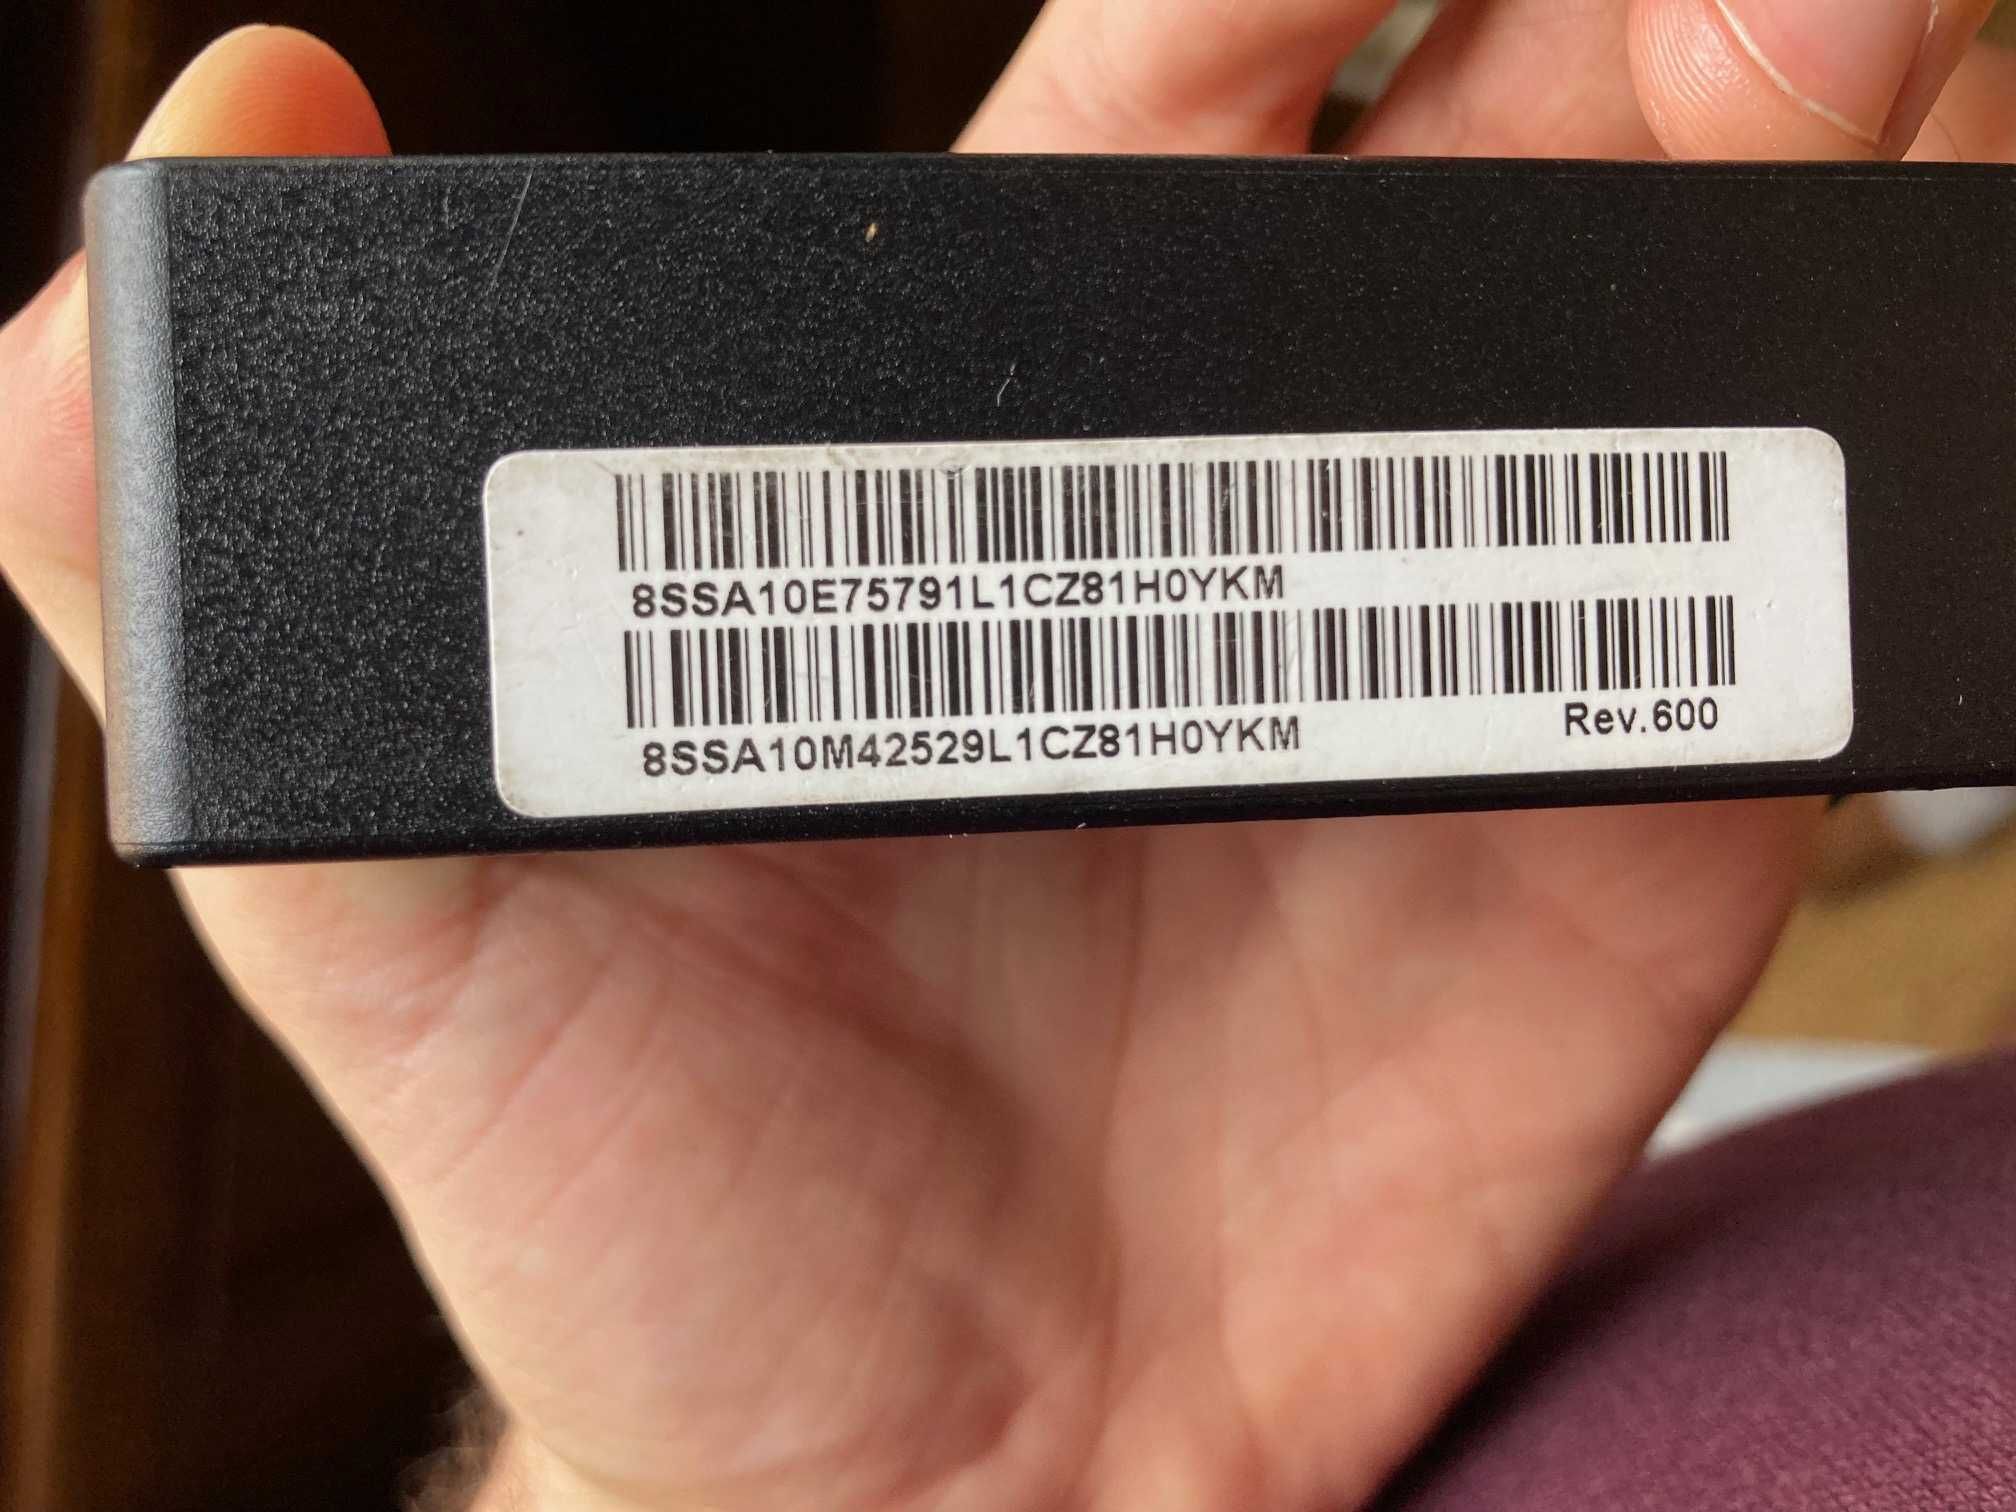 8SSA10E75791L1CZ81H0YKM
8SSA10M42529L1CZ81H0YKM
Rev.600